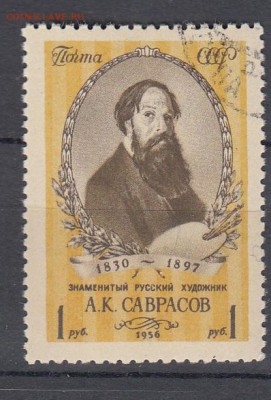 Почта СССР
1830 – 1897
ЗНАМЕНИТЫЙ РУССКИЙ ХУДОЖНИК
А.К. САВРАСОВ
1 руб. 1956 1 руб.